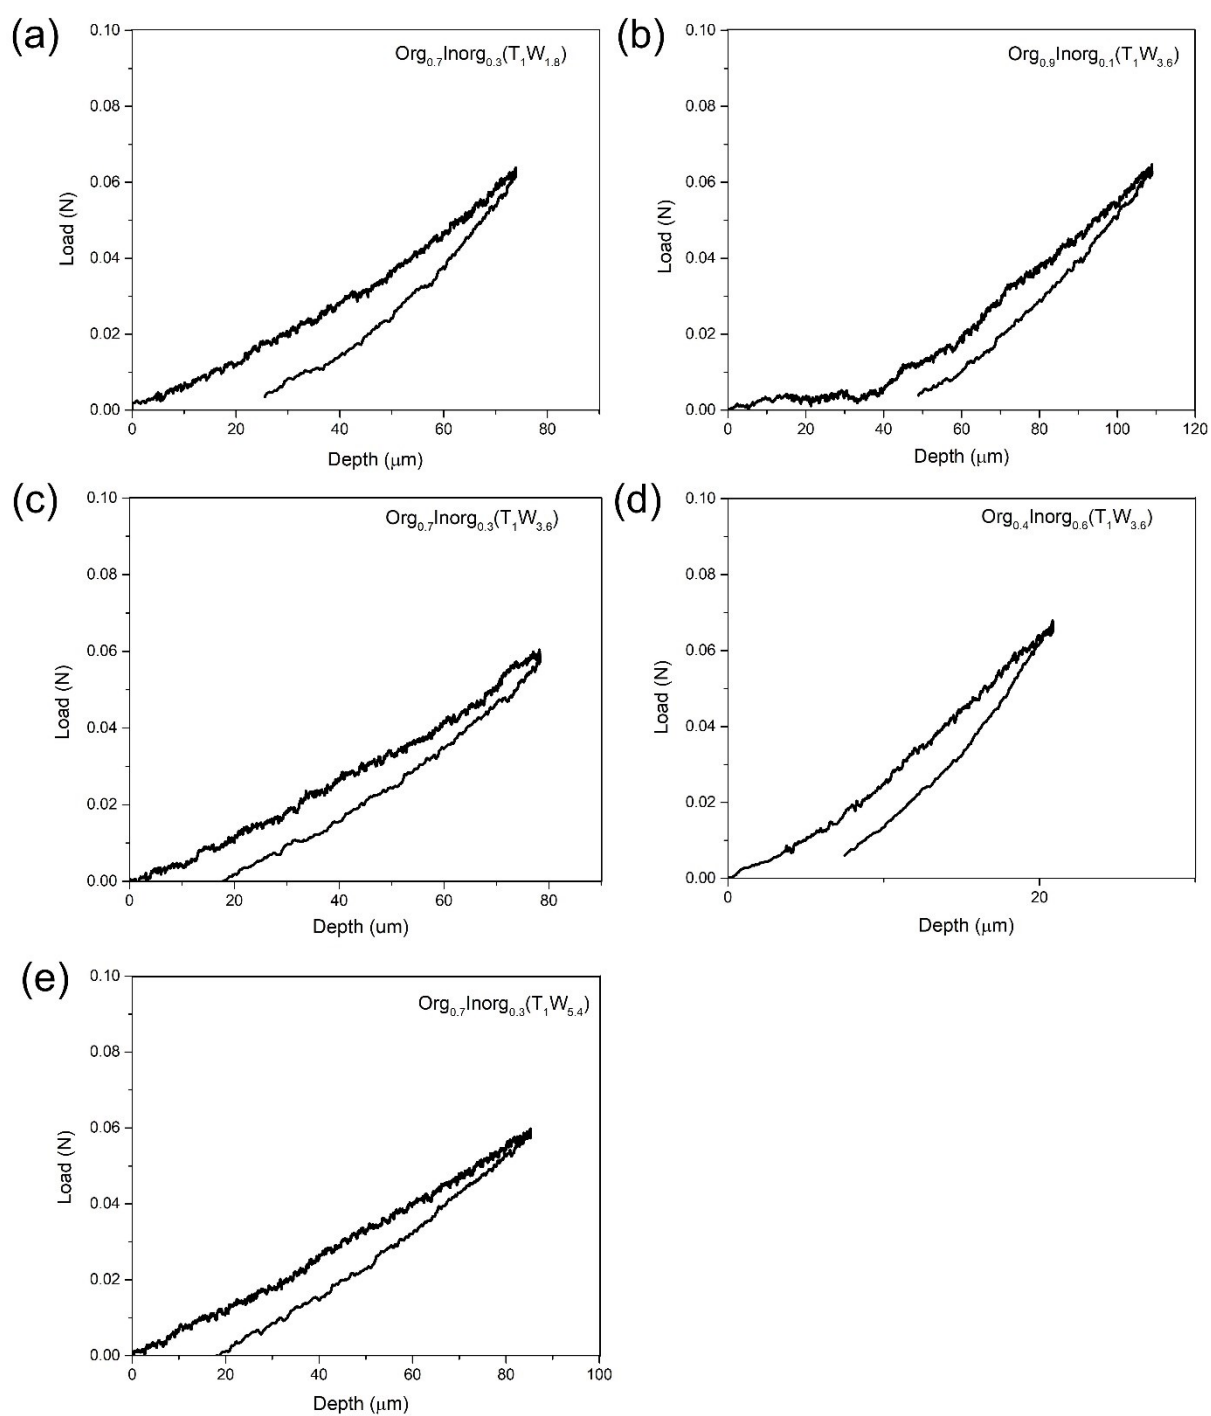 (a)
Org0.7Inorg0.3(T1W1.8)
0.10
0.08
0.06
0.04
0.02
0.00
Load (N)
0 20 40 60 80
Depth (μm)
(b)
Org0.9Inorg0.1(T1W3.6)
0.10
0.08
0.06
0.04
0.02
0.00
Load (N)
0 20 40 60 80 100 120
Depth (μm)
(c)
Org0.7Inorg0.3(T1W3.6)
0.10
0.08
0.06
0.04
0.02
0.00
Load (N)
0 20 40 60 80
Depth (um)
(d)
Org0.4Inorg0.6(T1W3.6)
0.10
0.08
0.06
0.04
0.02
0.00
Load (N)
0 20
Depth (μm)
(e)
Org0.7Inorg0.3(T1W5.4)
0.10
0.08
0.06
0.04
0.02
0.00
Load (N)
0 20 40 60 80 100
Depth (μm)